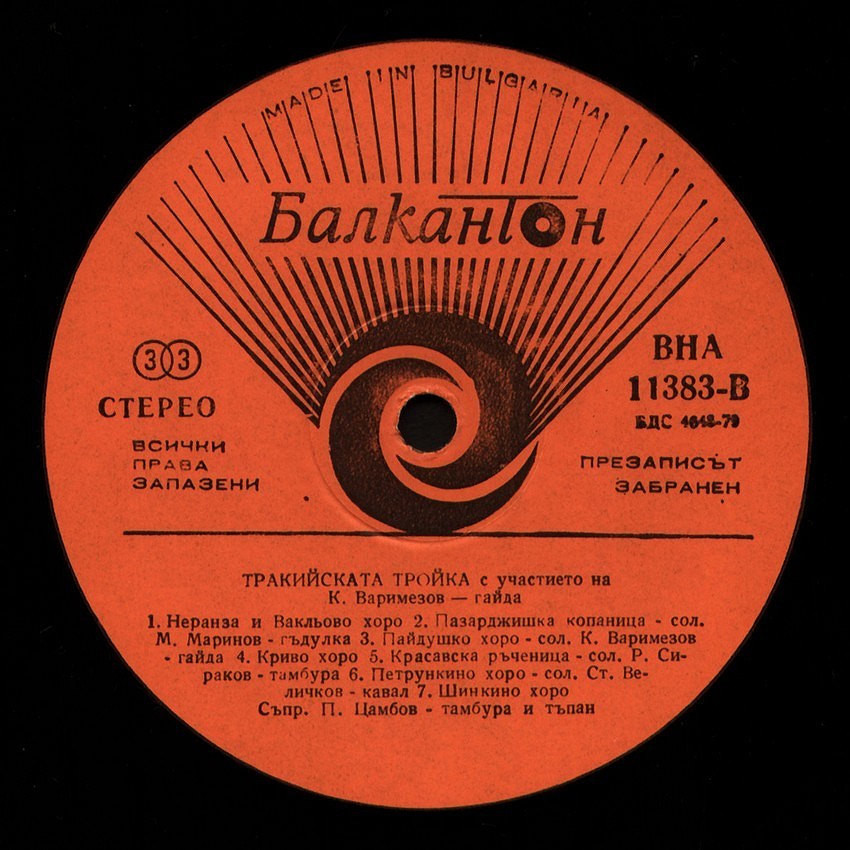 MADE IN BULGARIA
Балкантон
33
СТЕРЕО
ВСИЧКИ
ПРАВА
ЗАПАЗЕНИ
ВНА
11383-В
БДС 4648-79
ПРЕЗАПИСЪТ
ЗАБРАНЕН
ТРАКИЙСКАТА ТРОЙКА с участието на
К. Варимезов — гайда
1. Неранза и Вакльово хоро 2. Пазарджишка копаница - сол.
М. Маринов - гъдулка 3. Пайдушко хоро - сол. К. Варимезов
- гайда 4. Криво хоро 5. Красавска ръченица - сол. Р. Си-
раков - тамбура 6. Петрункино хоро - сол. Ст. Ве-
личков - кавал 7. Шинкино хоро
Съпр. П. Цамбов - тамбура и тъпан